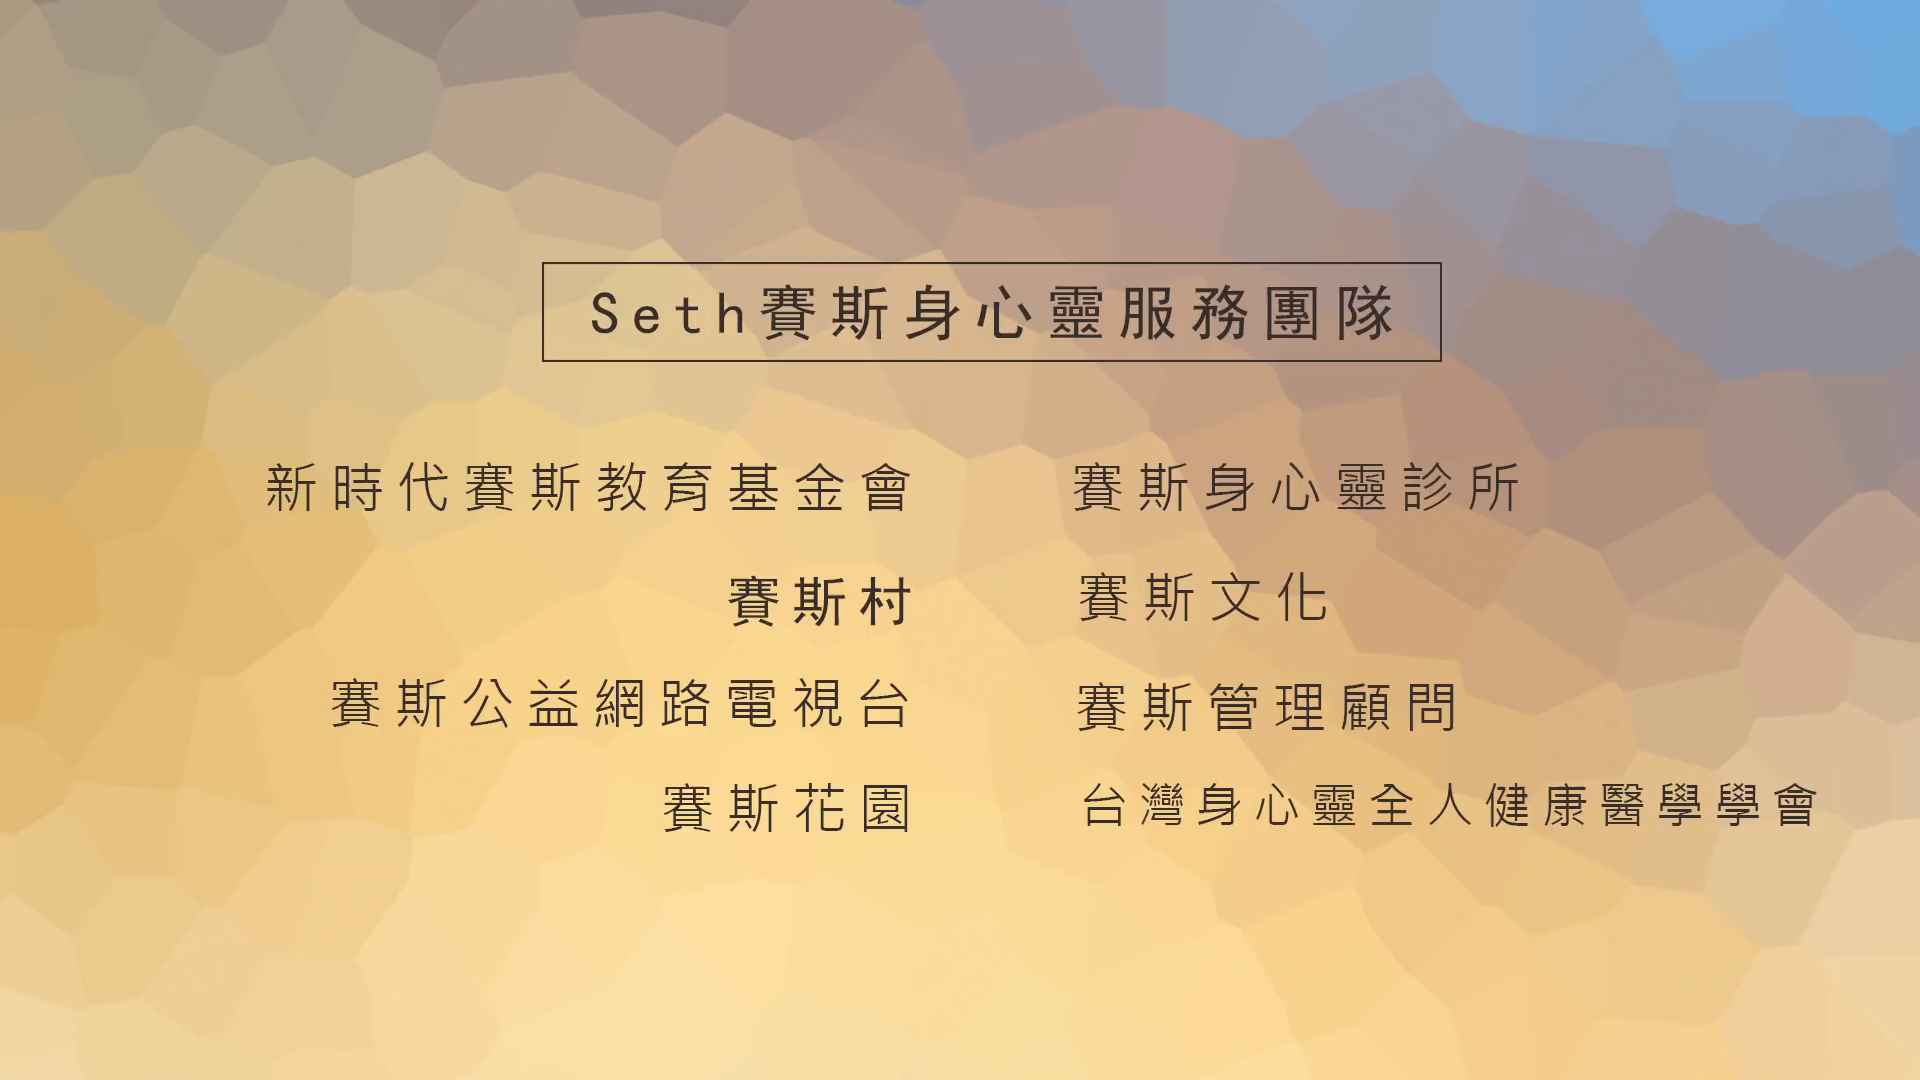 Seth賽斯身心靈服務團隊
新時代賽斯教育基金會
賽斯身心靈診所
賽斯村
賽斯文化
賽斯公益網路電視台
賽斯管理顧問
賽斯花園
台灣身心靈全人健康醫學學會